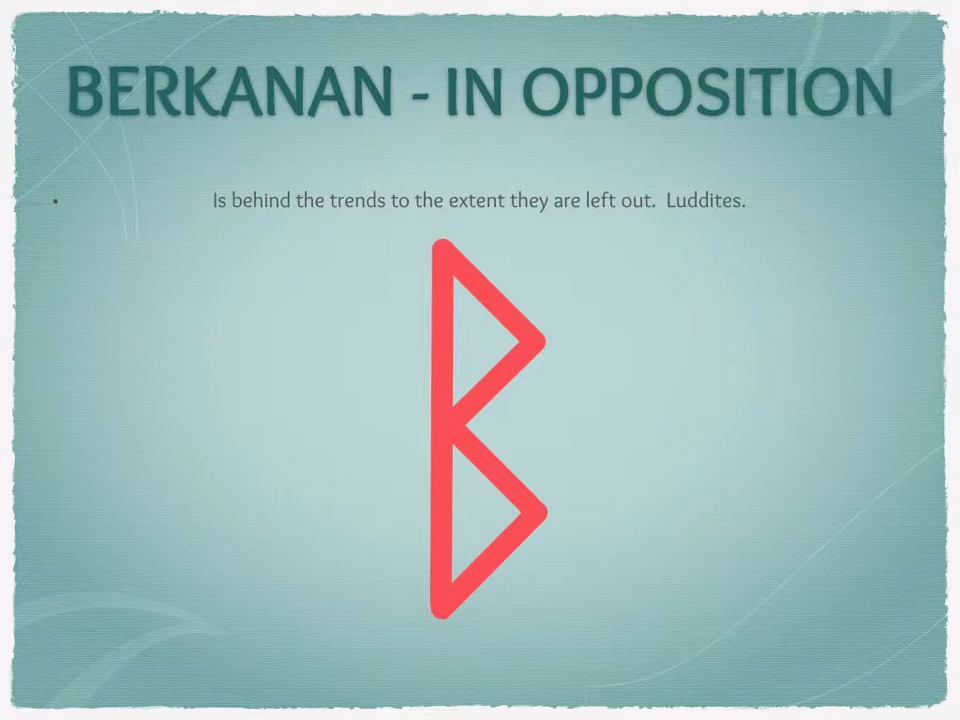 BERKANAN - IN OPPOSITION
• Is behind the trends to the extent they are left out.  Luddites.
ᛒ